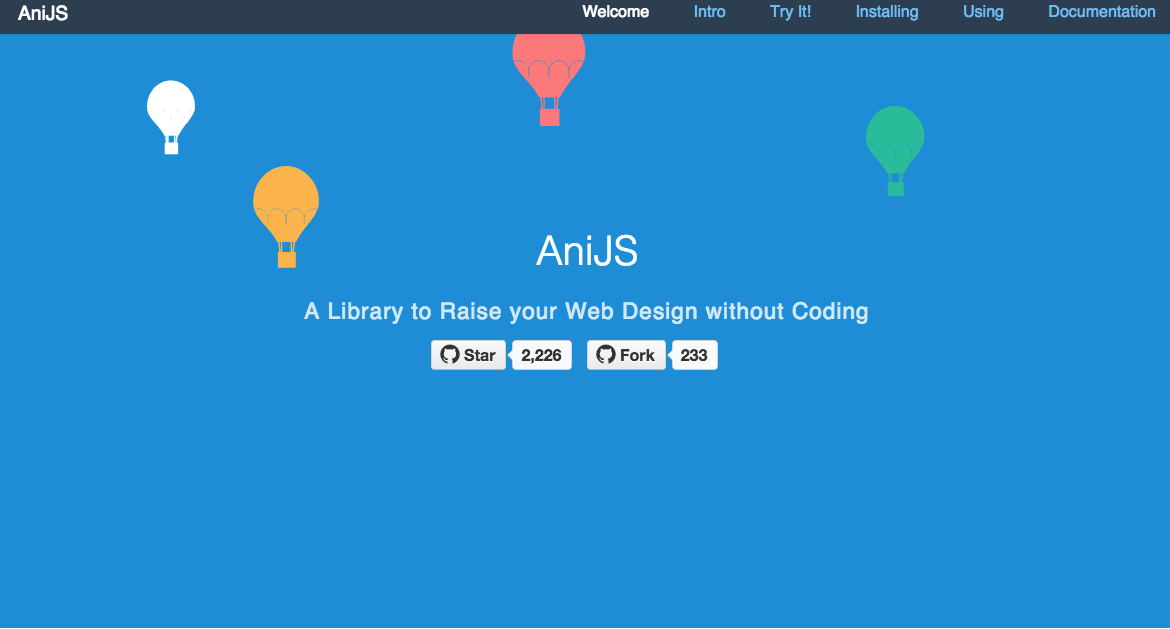 AniJS Welcome Intro Try It! Installing Using Documentation
AniJS
A Library to Raise your Web Design without Coding
Star 2,226 Fork 233